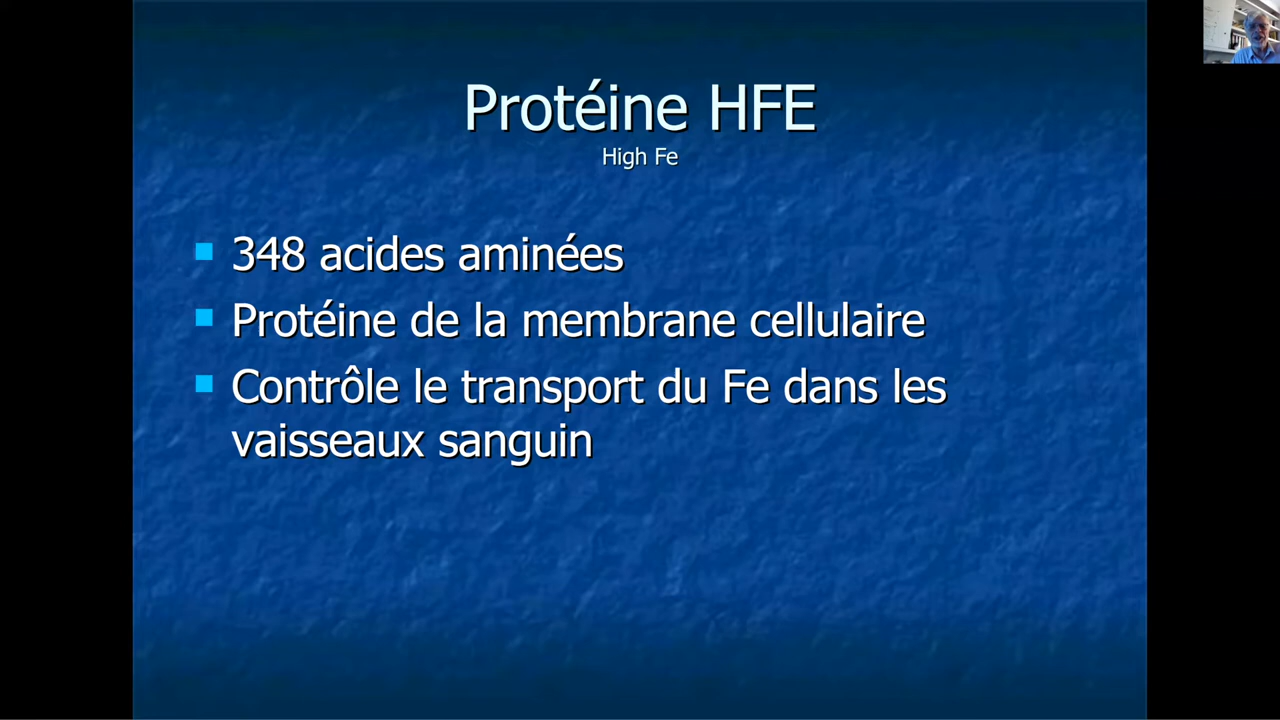 Protéine HFE
High Fe
348 acides aminées
Protéine de la membrane cellulaire
Contrôle le transport du Fe dans les
vaisseaux sanguin